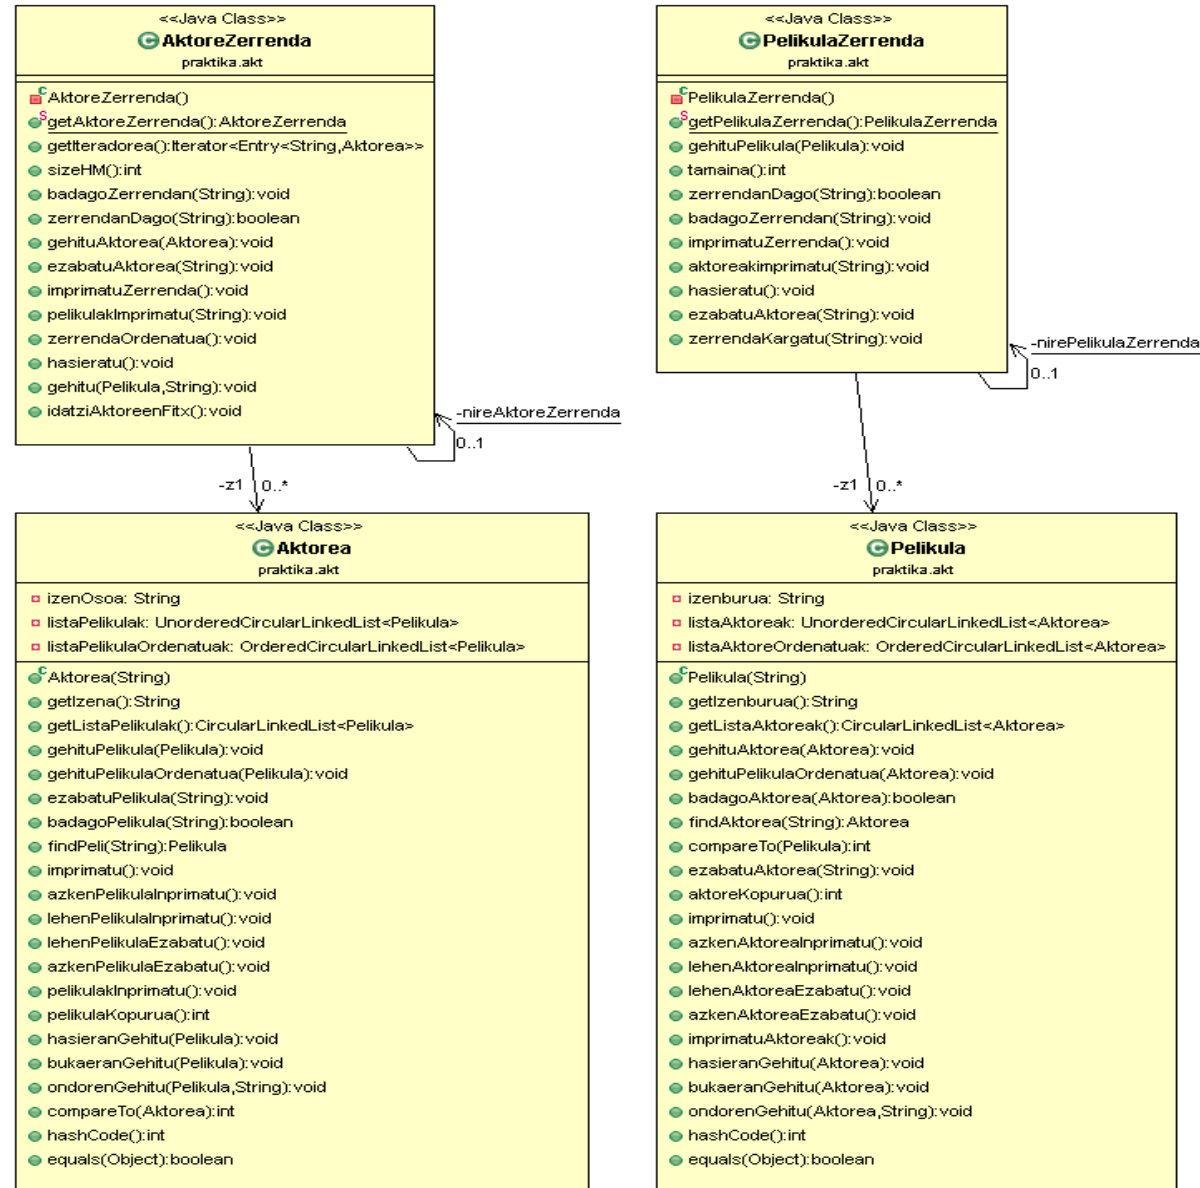 <<Java Class>>
AktoreZerrenda
praktika.akt
AktoreZerrenda()
getAktoreZerrenda():AktoreZerrenda
getIteradorea():Iterator<Entry<String,Aktorea>>
sizeHM():int
badagoZerrendan(String):void
zerrendanDago(String):boolean
gehituAktorea(Aktorea):void
ezabatuAktorea(String):void
imprimatuZerrenda():void
pelikulakImprimatu(String):void
zerrendaOrdenatua():void
hasieratu():void
gehitu(Pelikula,String):void
idatziAktoreenFitx():void
-nireAktoreZerrenda
0..1
-z1
0..*
<<Java Class>>
PelikulaZerrenda
praktika.akt
PelikulaZerrenda()
getPelikulaZerrenda():PelikulaZerrenda
gehituPelikula(Pelikula):void
tamaina():int
zerrendanDago(String):boolean
badagoZerrendan(String):void
imprimatuZerrenda():void
aktoreakimprimatu(String):void
hasieratu():void
ezabatuAktorea(String):void
zerrendaKargatu(String):void
-nirePelikulaZerrenda
0..1
-z1
0..*
<<Java Class>>
Aktorea
praktika.akt
izenOsoa: String
listaPelikulak: UnorderedCircularLinkedList<Pelikula>
listaPelikulaOrdenatuak: OrderedCircularLinkedList<Pelikula>
Aktorea(String)
getIzena():String
getListaPelikulak():CircularLinkedList<Pelikula>
gehituPelikula(Pelikula):void
gehituPelikulaOrdenatua(Pelikula):void
ezabatuPelikula(String):void
badagoPelikula(String):boolean
findPeli(String):Pelikula
imprimatu():void
azkenPelikulaInprimatu():void
lehenPelikulaInprimatu():void
lehenPelikulaEzabatu():void
azkenPelikulaEzabatu():void
pelikulakInprimatu():void
pelikulaKopurua():int
hasieranGehitu(Pelikula):void
bukaeranGehitu(Pelikula):void
ondorenGehitu(Pelikula,String):void
compareTo(Aktorea):int
hashCode():int
equals(Object):boolean
<<Java Class>>
Pelikula
praktika.akt
izenburua: String
listaAktoreak: UnorderedCircularLinkedList<Aktorea>
listaAktoreOrdenatuak: OrderedCircularLinkedList<Aktorea>
Pelikula(String)
getIzenburua():String
getListaAktoreak():CircularLinkedList<Aktorea>
gehituAktorea(Aktorea):void
gehituPelikulaOrdenatua(Aktorea):void
badagoAktorea(Aktorea):boolean
findAktorea(String):Aktorea
compareTo(Pelikula):int
ezabatuAktorea(String):void
aktoreKopurua():int
imprimatu():void
azkenAktoreaInprimatu():void
lehenAktoreaInprimatu():void
lehenAktoreaEzabatu():void
azkenAktoreaEzabatu():void
imprimatuAktoreak():void
hasieranGehitu(Aktorea):void
bukaeranGehitu(Aktorea):void
ondorenGehitu(Aktorea,String):void
hashCode():int
equals(Object):boolean